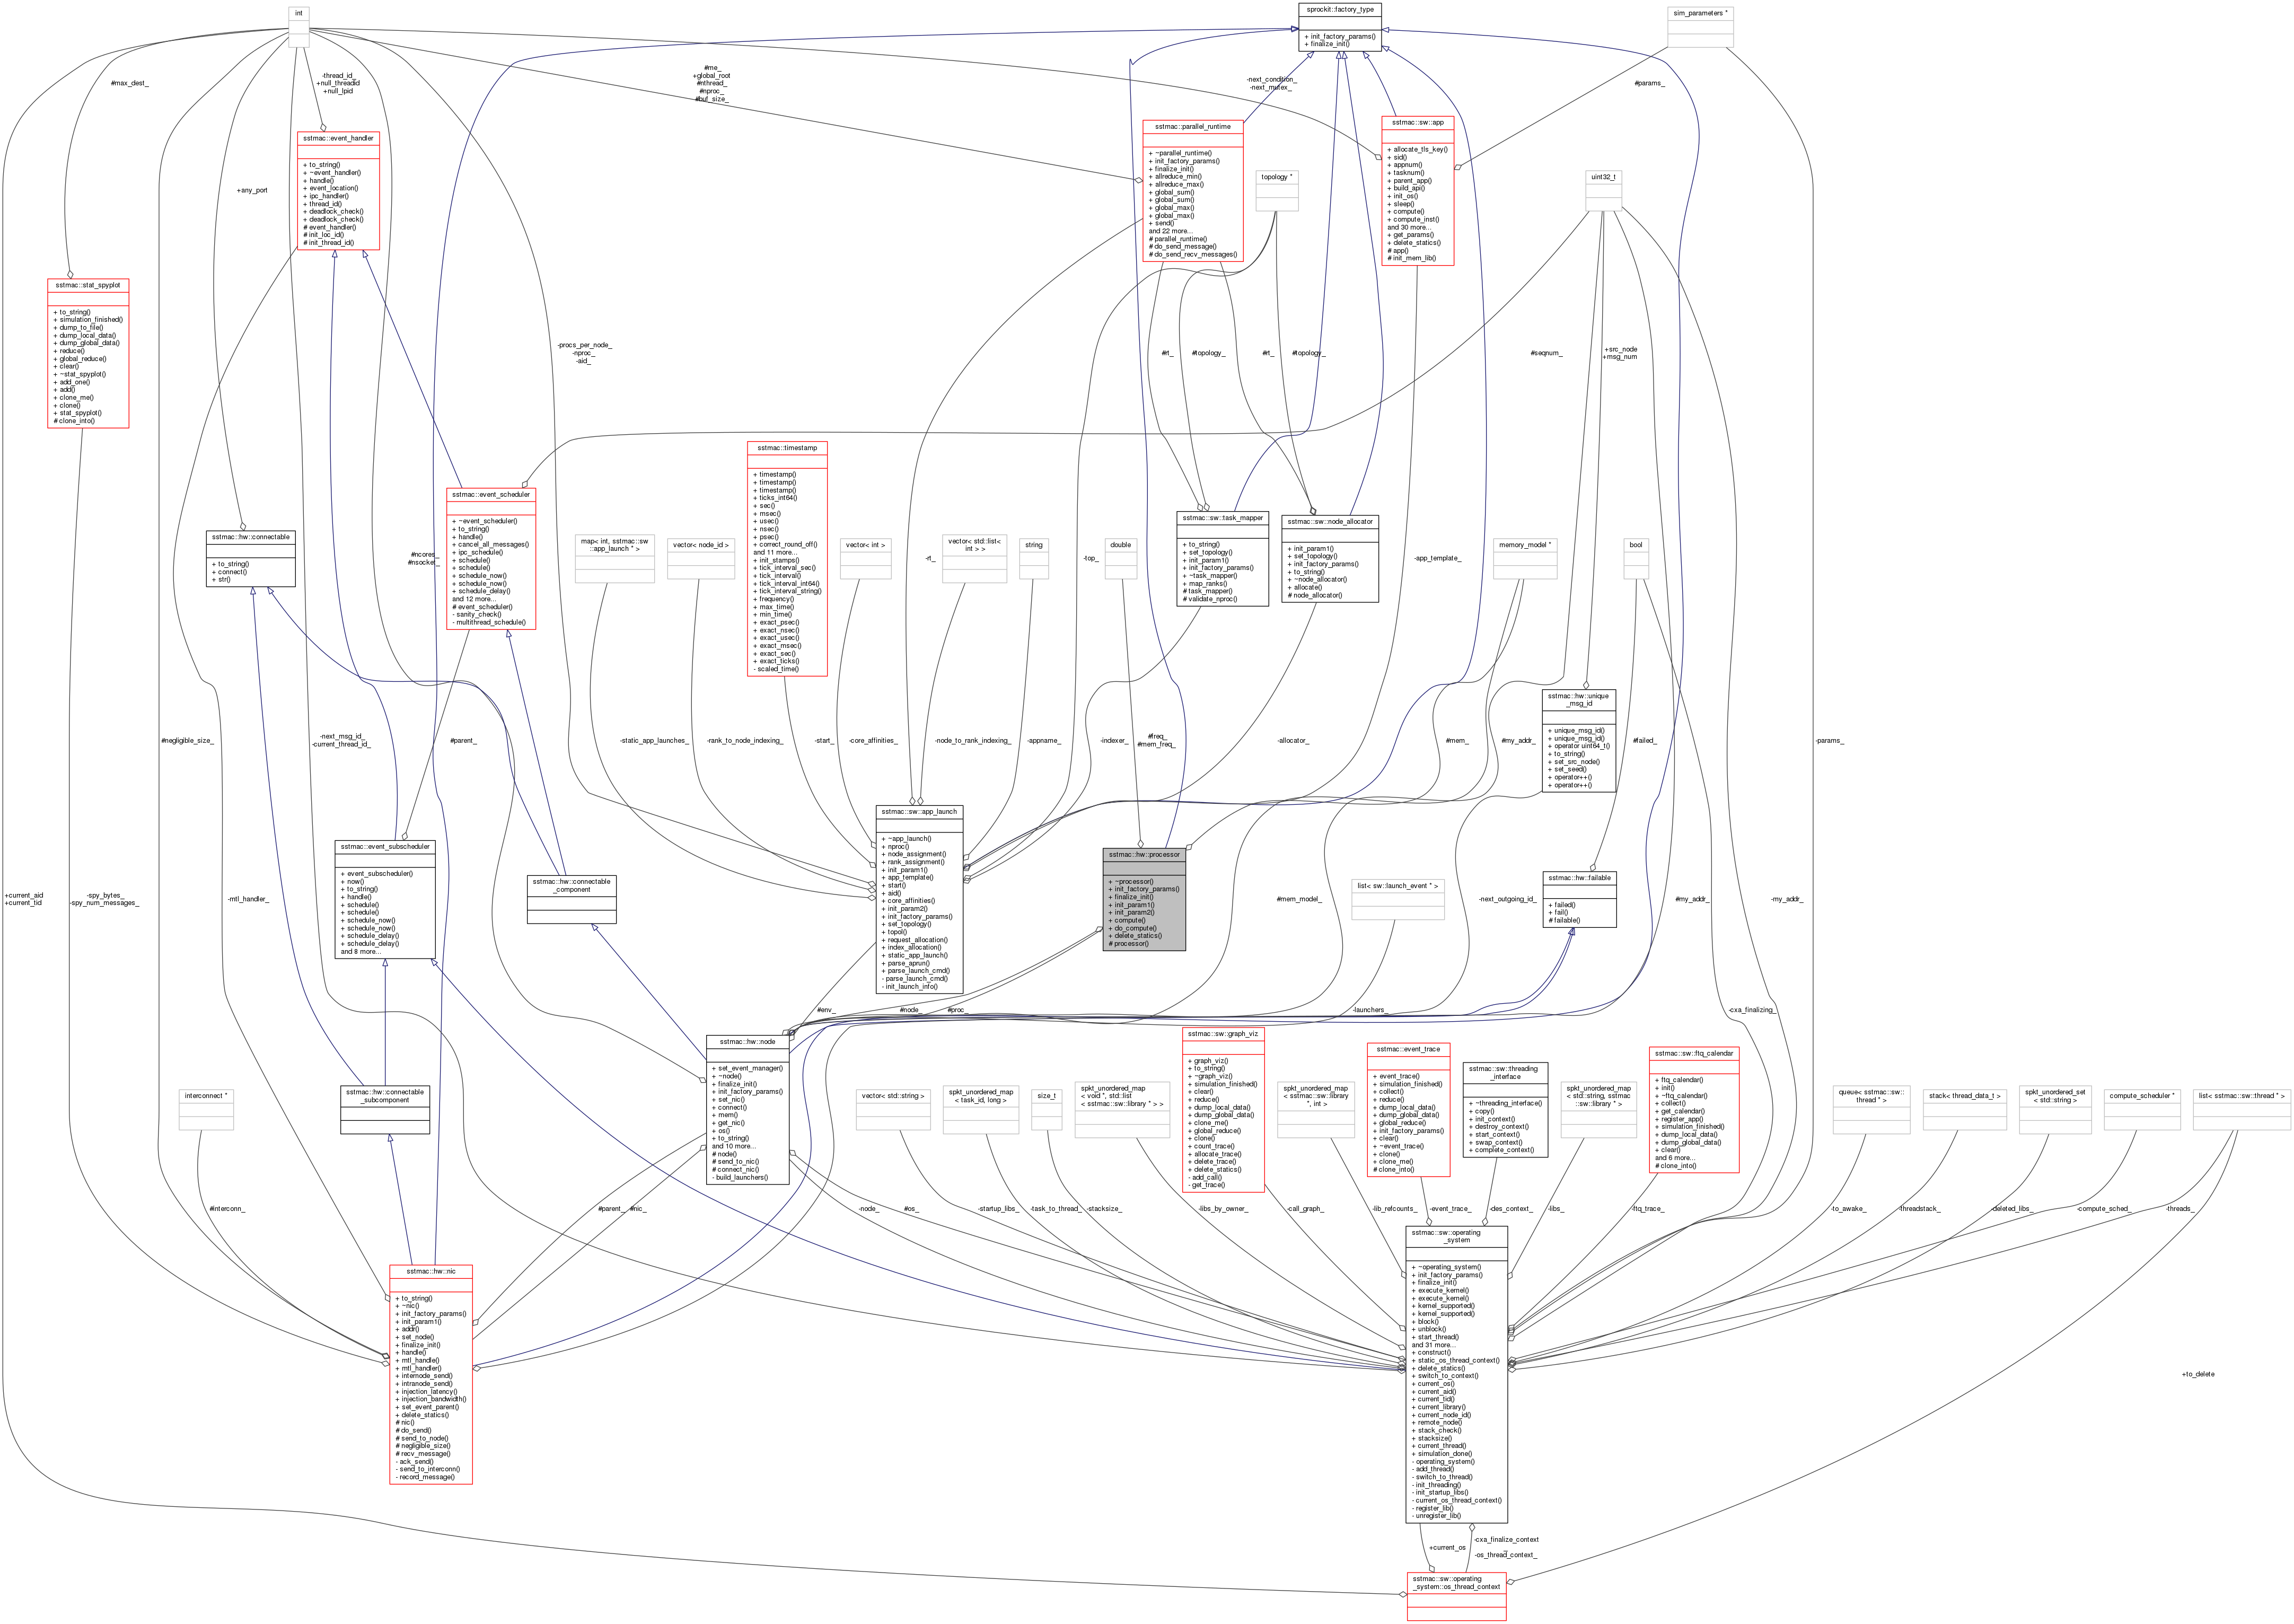 int
sprockit::factory_type
+ init_factory_params()
+ finalize_init()
sim_parameters *
#max_dest_
-thread_id_
+null_threadid
+null_lpid
#me_
+global_root
#nthread_
#nproc_
#buf_size_
-next_condition_
-next_mutex_
#params_
sstmac::event_handler
+ to_string()
+ ~event_handler()
+ handle()
+ event_location()
+ ipc_handler()
+ thread_id()
+ deadlock_check()
+ deadlock_check()
# event_handler()
# init_loc_id()
# init_thread_id()
sstmac::parallel_runtime
+ ~parallel_runtime()
+ init_factory_params()
+ finalize_init()
+ allreduce_min()
+ allreduce_max()
+ global_sum()
+ global_sum()
+ global_max()
+ global_max()
+ send()
and 22 more...
# parallel_runtime()
# do_send_message()
# do_send_recv_messages()
sstmac::sw::app
+ allocate_tls_key()
+ sid()
+ appnum()
+ tasknum()
+ parent_app()
+ build_api()
+ init_os()
+ sleep()
+ compute()
+ compute_inst()
and 30 more...
+ get_params()
+ delete_statics()
# app()
# init_mem_lib()
topology *
uint32_t
+any_port
sstmac::stat_spyplot
+ to_string()
+ simulation_finished()
+ dump_to_file()
+ dump_local_data()
+ dump_global_data()
+ reduce()
+ global_reduce()
+ clear()
+ ~stat_spyplot()
+ add_one()
+ add()
+ clone_me()
+ clone()
+ stat_spyplot()
# clone_into()
-procs_per_node_
-nproc_
-aid_
#rt_
#topology_
#rt_
#topology_
#seqnum_
+src_node
+msg_num
sstmac::timestamp
+ timestamp()
+ timestamp()
+ timestamp()
+ ticks_int64()
+ sec()
+ msec()
+ usec()
+ nsec()
+ psec()
+ correct_round_off()
and 11 more...
+ init_stamps()
+ tick_interval_sec()
+ tick_interval()
+ tick_interval_int64()
+ tick_interval_string()
+ frequency()
+ max_time()
+ min_time()
+ exact_psec()
+ exact_nsec()
+ exact_usec()
+ exact_msec()
+ exact_sec()
+ exact_ticks()
- scaled_time()
sstmac::event_scheduler
+ ~event_scheduler()
+ to_string()
+ handle()
+ cancel_all_messages()
+ ipc_schedule()
+ schedule()
+ schedule()
+ schedule_now()
+ schedule_now()
+ schedule_delay()
and 12 more...
# event_scheduler()
- sanity_check()
- multithread_schedule()
sstmac::hw::connectable
+ to_string()
+ connect()
+ str()
#ncores_
#nsocket_
map< int, sstmac::sw
::app_launch * >
vector< node_id >
vector< int >
-rt_
vector< std::list<
int > >
string
-top_
double
sstmac::sw::task_mapper
+ to_string()
+ set_topology()
+ init_param1()
+ init_factory_params()
+ ~task_mapper()
+ map_ranks()
# task_mapper()
# validate_nproc()
sstmac::sw::node_allocator
+ init_param1()
+ set_topology()
+ init_factory_params()
+ to_string()
+ ~node_allocator()
+ allocate()
# node_allocator()
-app_template_
memory_model *
bool
sstmac::hw::unique
_msg_id
+ unique_msg_id()
+ unique_msg_id()
+ operator uint64_t()
+ to_string()
+ set_src_node()
+ set_seed()
+ operator++()
+ operator++()
#negligible_size_
-next_msg_id_
-current_thread_id_
#parent_
-static_app_launches_
-rank_to_node_indexing_
-start_
-core_affinities_
-node_to_rank_indexing_
-appname_
-indexer_
#freq_
#mem_freq_
-allocator_
#mem_
#my_addr_
#failed_
-params_
sstmac::sw::app_launch
+ ~app_launch()
+ nproc()
+ node_assignment()
+ rank_assignment()
+ init_param1()
+ app_template()
+ start()
+ aid()
+ core_affinities()
+ init_param2()
+ init_factory_params()
+ set_topology()
+ topol()
+ request_allocation()
+ index_allocation()
+ static_app_launch()
+ parse_aprun()
+ parse_launch_cmd()
- parse_launch_cmd()
- init_launch_info()
sstmac::event_subscheduler
+ event_subscheduler()
+ now()
+ to_string()
+ handle()
+ schedule()
+ schedule()
+ schedule_now()
+ schedule_now()
+ schedule_delay()
+ schedule_delay()
and 8 more...
sstmac::hw::connectable
_component
sstmac::hw::processor
+ ~processor()
+ init_factory_params()
+ finalize_init()
+ init_param1()
+ init_param2()
+ compute()
+ do_compute()
+ delete_statics()
# processor()
list< sw::launch_event * >
sstmac::hw::failable
+ failed()
+ fail()
# failable()
+current_aid
+current_tid
-spy_bytes_
-spy_num_messages_
-mtl_handler_
#mem_model_
-next_outgoing_id_
#my_addr_
-my_addr_
#env_
#node_
#proc_
-launchers_
-cxa_finalizing_
sstmac::hw::node
+ set_event_manager()
+ ~node()
+ finalize_init()
+ init_factory_params()
+ set_nic()
+ connect()
+ mem()
+ get_nic()
+ os()
+ to_string()
and 10 more...
# node()
# send_to_nic()
# connect_nic()
- build_launchers()
sstmac::sw::graph_viz
+ graph_viz()
+ to_string()
+ ~graph_viz()
+ simulation_finished()
+ clear()
+ reduce()
+ dump_local_data()
+ dump_global_data()
+ clone_me()
+ global_reduce()
+ clone()
+ count_trace()
+ allocate_trace()
+ delete_trace()
+ delete_statics()
- add_call()
- get_trace()
sstmac::event_trace
+ event_trace()
+ simulation_finished()
+ collect()
+ reduce()
+ dump_local_data()
+ dump_global_data()
+ global_reduce()
+ init_factory_params()
+ clear()
+ ~event_trace()
+ clone()
+ clone_me()
# clone_into()
sstmac::sw::threading
_interface
+ ~threading_interface()
+ copy()
+ init_context()
+ destroy_context()
+ start_context()
+ swap_context()
+ complete_context()
sstmac::sw::ftq_calendar
+ ftq_calendar()
+ init()
+ ~ftq_calendar()
+ collect()
+ get_calendar()
+ register_app()
+ simulation_finished()
+ dump_local_data()
+ dump_global_data()
+ clear()
and 6 more...
# clone_into()
interconnect *
sstmac::hw::connectable
_subcomponent
vector< std::string >
spkt_unordered_map
< task_id, long >
size_t
spkt_unordered_map
< void *, std::list
< sstmac::sw::library * > >
spkt_unordered_map
< sstmac::sw::library
*, int >
spkt_unordered_map
< std::string, sstmac
::sw::library * >
queue< sstmac::sw::
thread * >
stack< thread_data_t >
spkt_unordered_set
< std::string >
compute_scheduler *
list< sstmac::sw::thread * >
#interconn_
#parent_
#nic_
-node_
#os_
-startup_libs_
-task_to_thread_
-stacksize_
-libs_by_owner_
-call_graph_
-lib_refcounts_
-event_trace_
-des_context_
-libs_
-ftq_trace_
-to_awake_
-threadstack_
-deleted_libs_
-compute_sched_
-threads_
sstmac::hw::nic
+ to_string()
+ ~nic()
+ init_factory_params()
+ init_param1()
+ addr()
+ set_node()
+ finalize_init()
+ handle()
+ mtl_handle()
+ mtl_handler()
+ internode_send()
+ intranode_send()
+ injection_latency()
+ injection_bandwidth()
+ set_event_parent()
+ delete_statics()
# nic()
# do_send()
# send_to_node()
# negligible_size()
# recv_message()
- ack_send()
- send_to_interconn()
- record_message()
sstmac::sw::operating
_system
+ ~operating_system()
+ init_factory_params()
+ finalize_init()
+ execute_kernel()
+ execute_kernel()
+ kernel_supported()
+ kernel_supported()
+ block()
+ unblock()
+ start_thread()
and 31 more...
+ construct()
+ static_os_thread_context()
+ delete_statics()
+ switch_to_context()
+ current_os()
+ current_aid()
+ current_tid()
+ current_library()
+ current_node_id()
+ remote_node()
+ stack_check()
+ stacksize()
+ current_thread()
+ simulation_done()
- operating_system()
- add_thread()
- switch_to_thread()
- init_threading()
- init_startup_libs()
- current_os_thread_context()
- register_lib()
- unregister_lib()
+to_delete
+current_os
-cxa_finalize_context
_
-os_thread_context_
sstmac::sw::operating
_system::os_thread_context